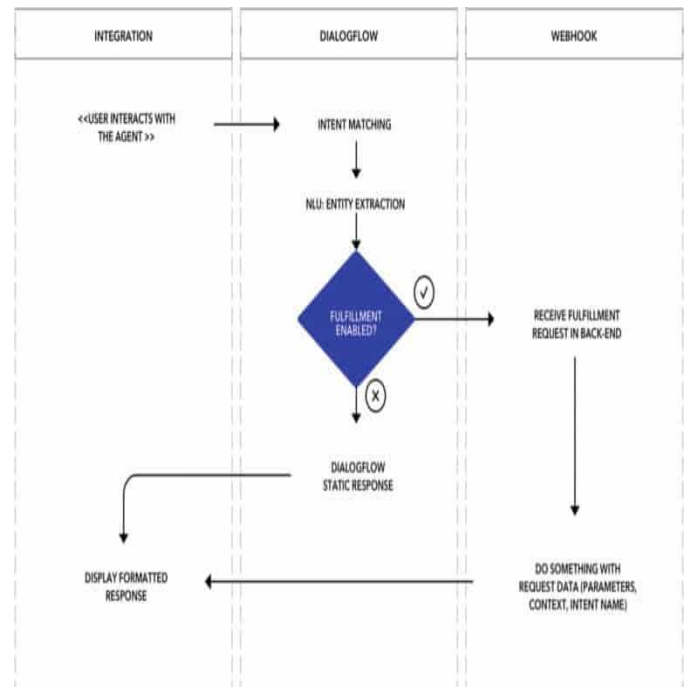 INTEGRATION
DIALOGFLOW
WEBHOOK
<<USER INTERACTS WITH
THE AGENT >>
INTENT MATCHING
NLU: ENTITY EXTRACTION
FULFILLMENT
ENABLED?
RECEIVE FULFILLMENT
REQUEST IN BACK-END
DIALOGFLOW
STATIC RESPONSE
DISPLAY FORMATTED
RESPONSE
DO SOMETHING WITH
REQUEST DATA (PARAMETERS,
CONTEXT, INTENT NAME)